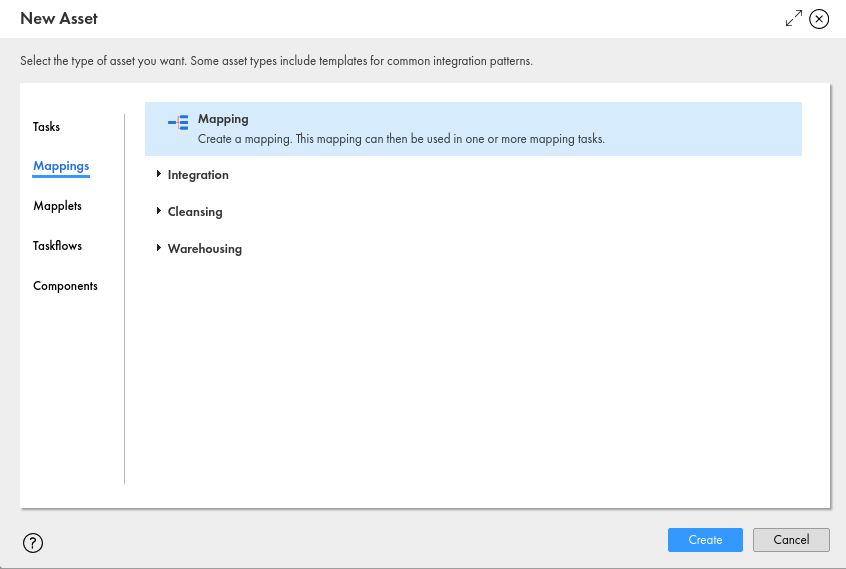 New Asset
Select the type of asset you want. Some asset types include templates for common integration patterns.
Tasks
Mappings
Mapplets
Taskflows
Components
Mapping
Create a mapping. This mapping can then be used in one or more mapping tasks.
Integration
Cleansing
Warehousing
?
Create
Cancel